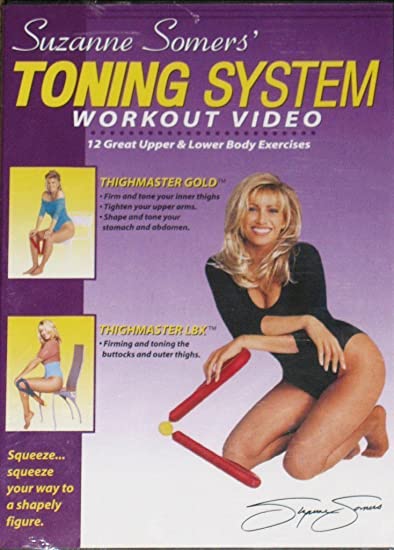 Suzanne Somers'
TONING SYSTEM
WORKOUT VIDEO
12 Great Upper & Lower Body Exercises
THIGHMASTER GOLD™
• Firm and tone your inner thighs
• Tighten your upper arms.
• Shape and tone your
stomach and abdomen.
THIGHMASTER LBX™
• Firming and toning the
buttocks and outer thighs.
Squeeze...
squeeze
your way to
a shapely
figure.
Suzanne Somers